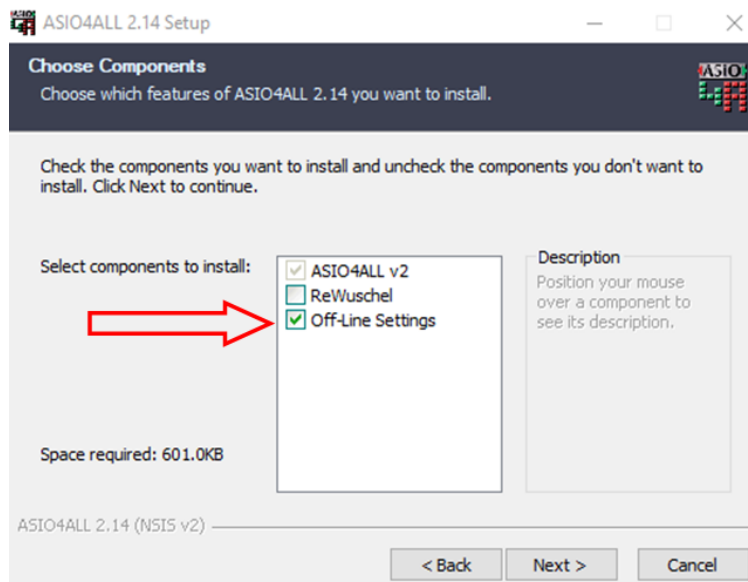 ASIO4ALL 2.14 Setup
Choose Components
Choose which features of ASIO4ALL 2.14 you want to install.
ASIO
Check the components you want to install and uncheck the components you don't want to
install. Click Next to continue.
Select components to install:
ASIO4ALL v2
ReWuschel
Off-Line Settings
Description
Position your mouse
over a component to
see its description.
Space required: 601.0KB
ASIO4ALL 2.14 (NSIS v2)
< Back
Next >
Cancel